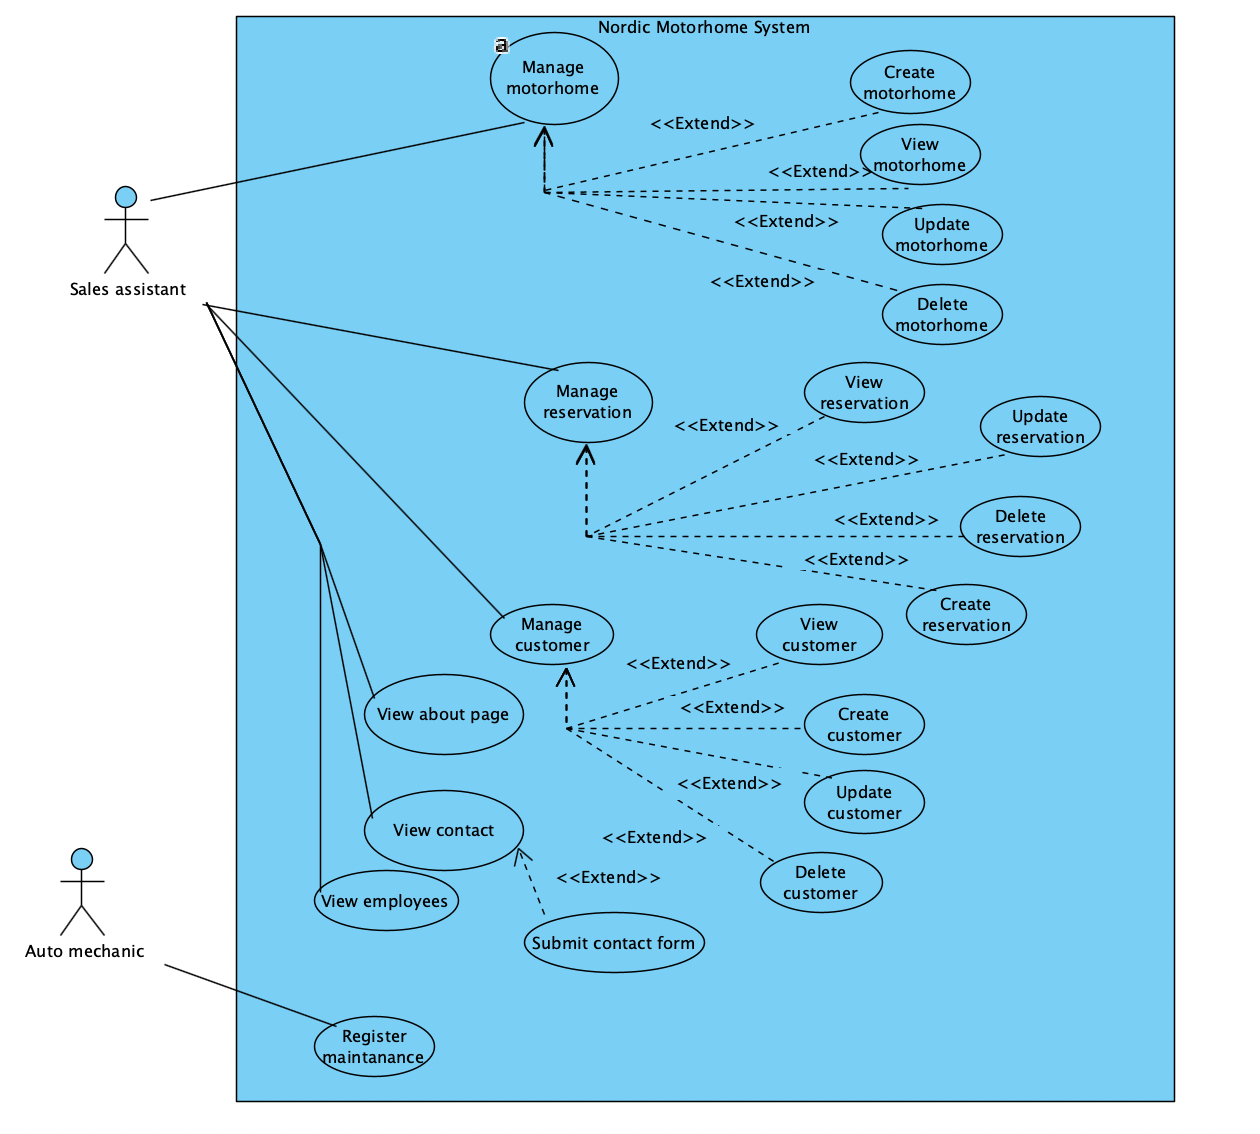 Nordic Motorhome System
a
Manage
motorhome
Create
motorhome
<<Extend>>
View
motorhome
<<Extend>>
<<Extend>>
Update
motorhome
<<Extend>>
Delete
motorhome
Sales assistant
Manage
reservation
View
reservation
<<Extend>>
Update
reservation
<<Extend>>
<<Extend>>
Delete
reservation
<<Extend>>
Create
reservation
Manage
customer
View
customer
<<Extend>>
<<Extend>>
Create
customer
View about page
<<Extend>>
Update
customer
View contact
<<Extend>>
Delete
customer
<<Extend>>
View employees
Submit contact form
Auto mechanic
Register
maintanance